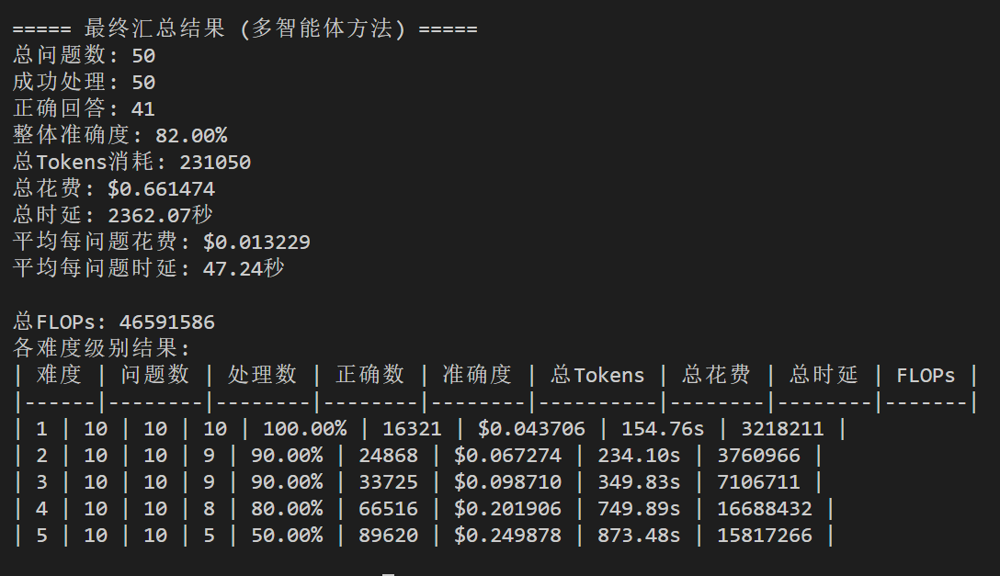 ===== 最终汇总结果 (多智能体方法) =====
总问题数: 50
成功处理: 50
正确回答: 41
整体准确度: 82.00%
总Tokens消耗: 231050
总花费: $0.661474
总时延: 2362.07秒
平均每问题花费: $0.013229
平均每问题时延: 47.24秒
总FLOPs: 46591586
各难度级别结果:
| 难度 | 问题数 | 处理数 | 正确数 | 准确度 | 总Tokens | 总花费 | 总时延 | FLOPs |
|------|--------|--------|--------|--------|----------|--------|--------|-------|
| 1 | 10 | 10 | 10 | 100.00% | 16321 | $0.043706 | 154.76s | 3218211 |
| 2 | 10 | 10 | 9 | 90.00% | 24868 | $0.067274 | 234.10s | 3760966 |
| 3 | 10 | 10 | 9 | 90.00% | 33725 | $0.098710 | 349.83s | 7106711 |
| 4 | 10 | 10 | 8 | 80.00% | 66516 | $0.201906 | 749.89s | 16688432 |
| 5 | 10 | 10 | 5 | 50.00% | 89620 | $0.249878 | 873.48s | 15817266 |